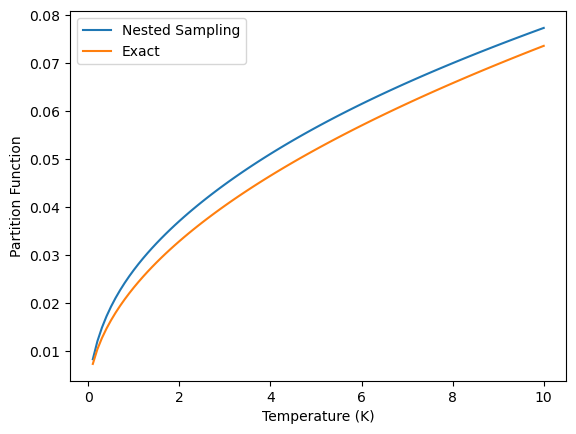 0.08
0.07
0.06
0.05
0.04
0.03
0.02
0.01
Partition Function
Nested Sampling
Exact
0 2 4 6 8 10
Temperature (K)